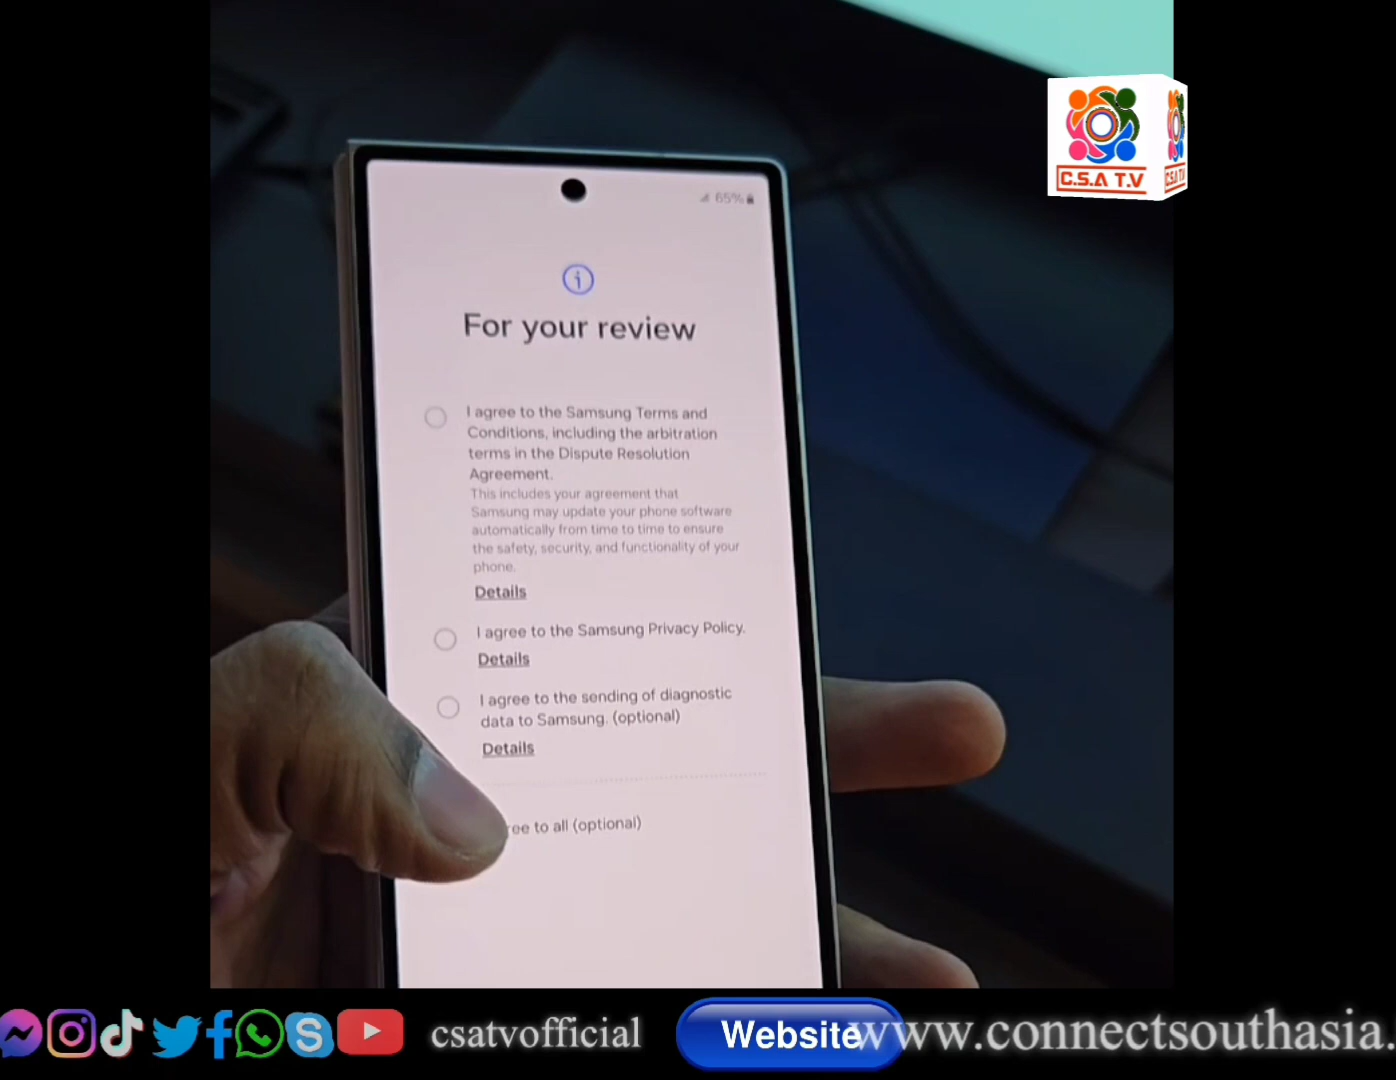 C.S.A T.V
CSA T.V
65%
For your review
I agree to the Samsung Terms and
Conditions, including the arbitration
terms in the Dispute Resolution
Agreement.
This includes your agreement that
Samsung may update your phone software
automatically from time to time to ensure
the safety, security, and functionality of your
phone.
Details
I agree to the Samsung Privacy Policy.
Details
I agree to the sending of diagnostic
data to Samsung. (optional)
Details
ree to all (optional)
csatvofficial
Website
www.connectsouthasia.